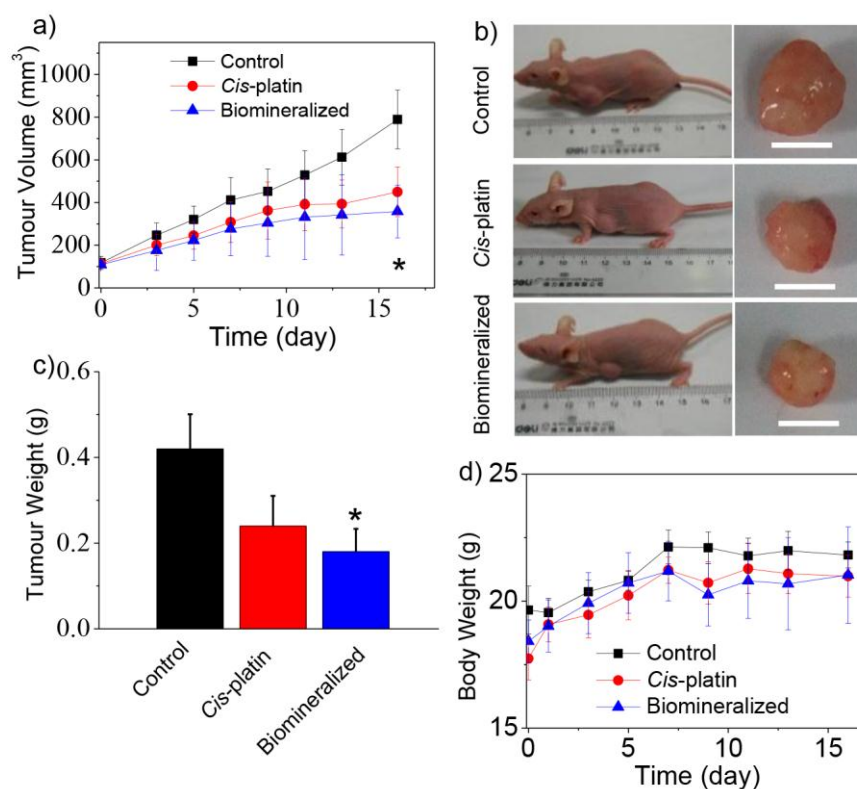 a)
Tumour Volume (mm³)
1000
800
600
400
200
0
Control
Cis-platin
Biomineralized
*
0 5 10 15
Time (day)
b)
Control
Cis-platin
Biomineralized
c)
Tumour Weight (g)
0.6
0.4
0.2
0.0
*
Control
Cis-platin
Biomineralized
d)
Body Weight (g)
25
20
15
Control
Cis-platin
Biomineralized
0 5 10 15
Time (day)